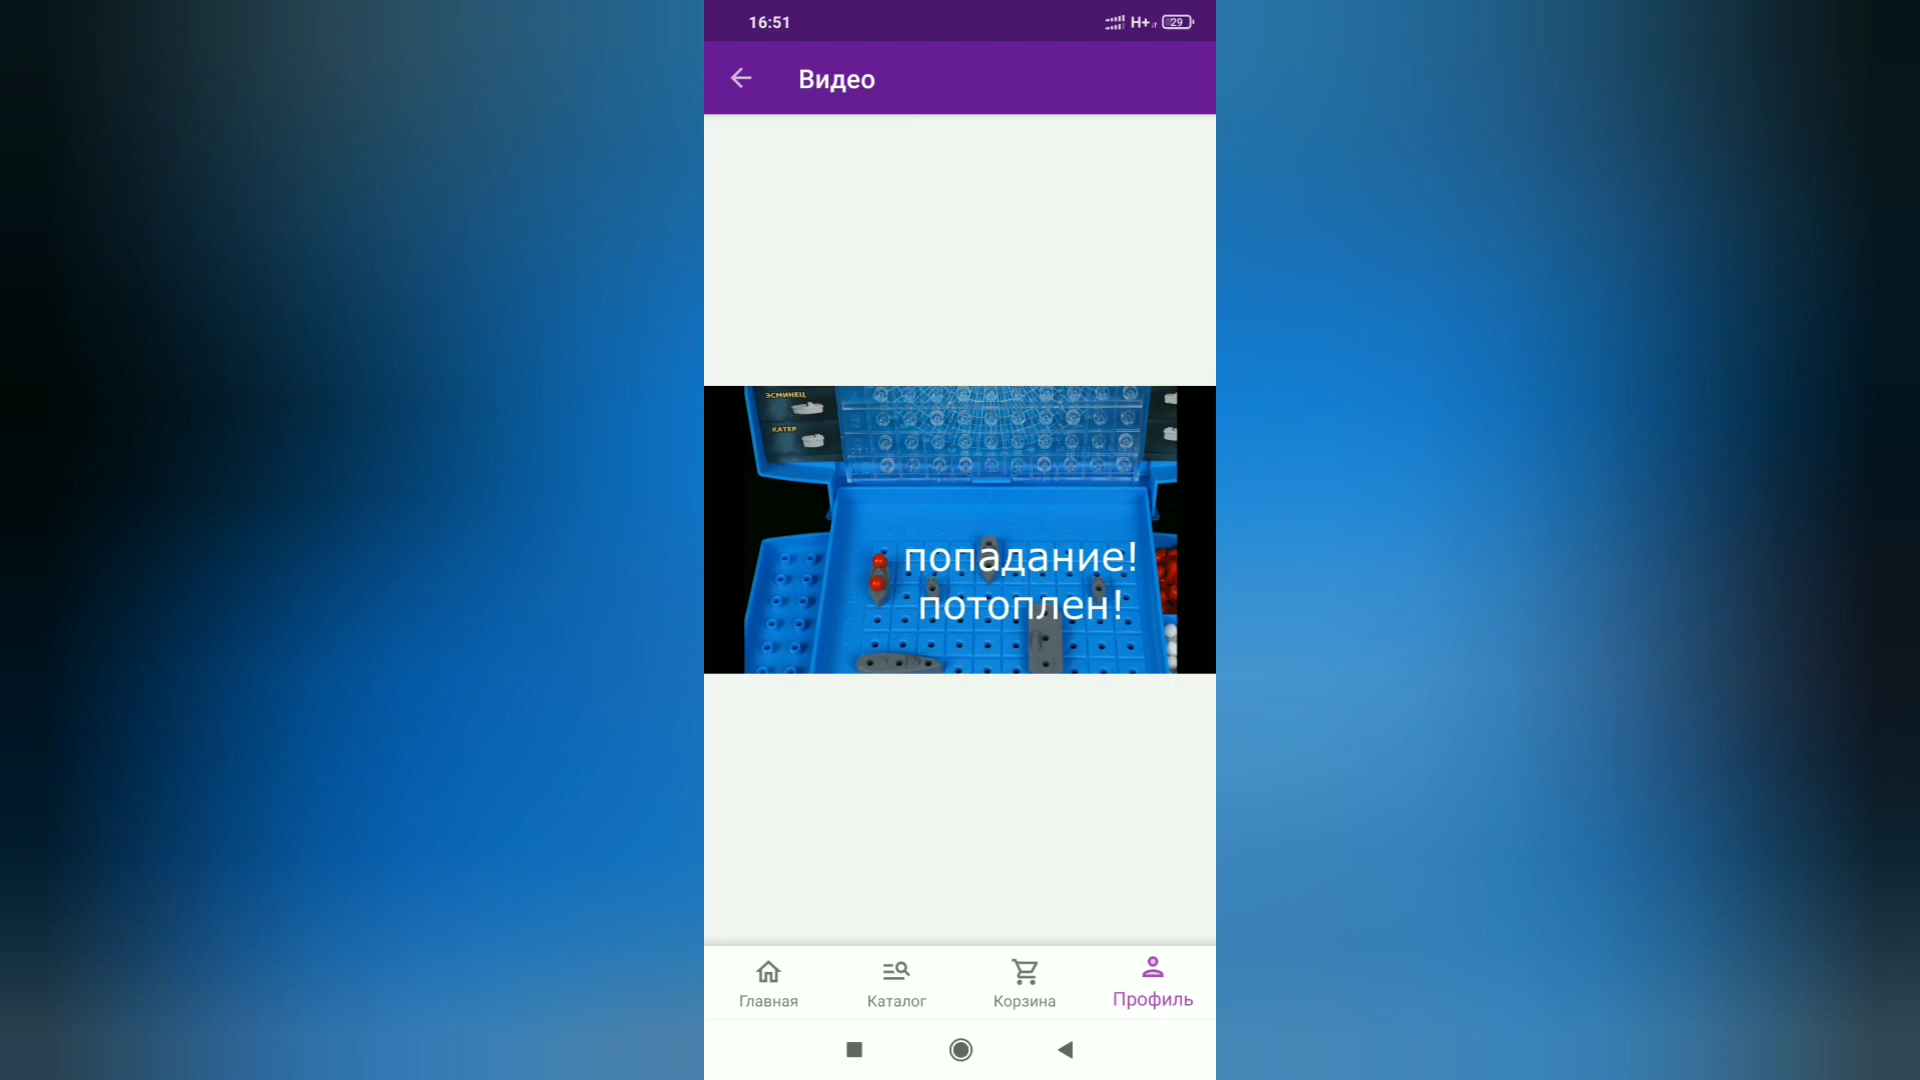 16:51
H+
29
Видео
ЭСМИНЕЦ
КАТЕР
попадание!
потоплен!
Главная
Каталог
Корзина
Профиль